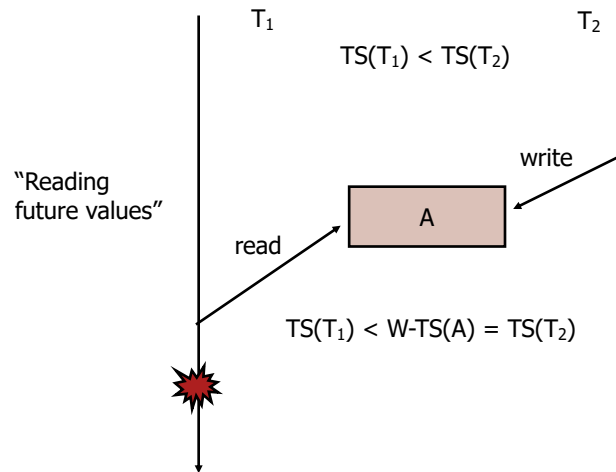 T₁
T₂
TS(T₁) < TS(T₂)
write
“Reading
future values”
A
read
TS(T₁) < W-TS(A) = TS(T₂)